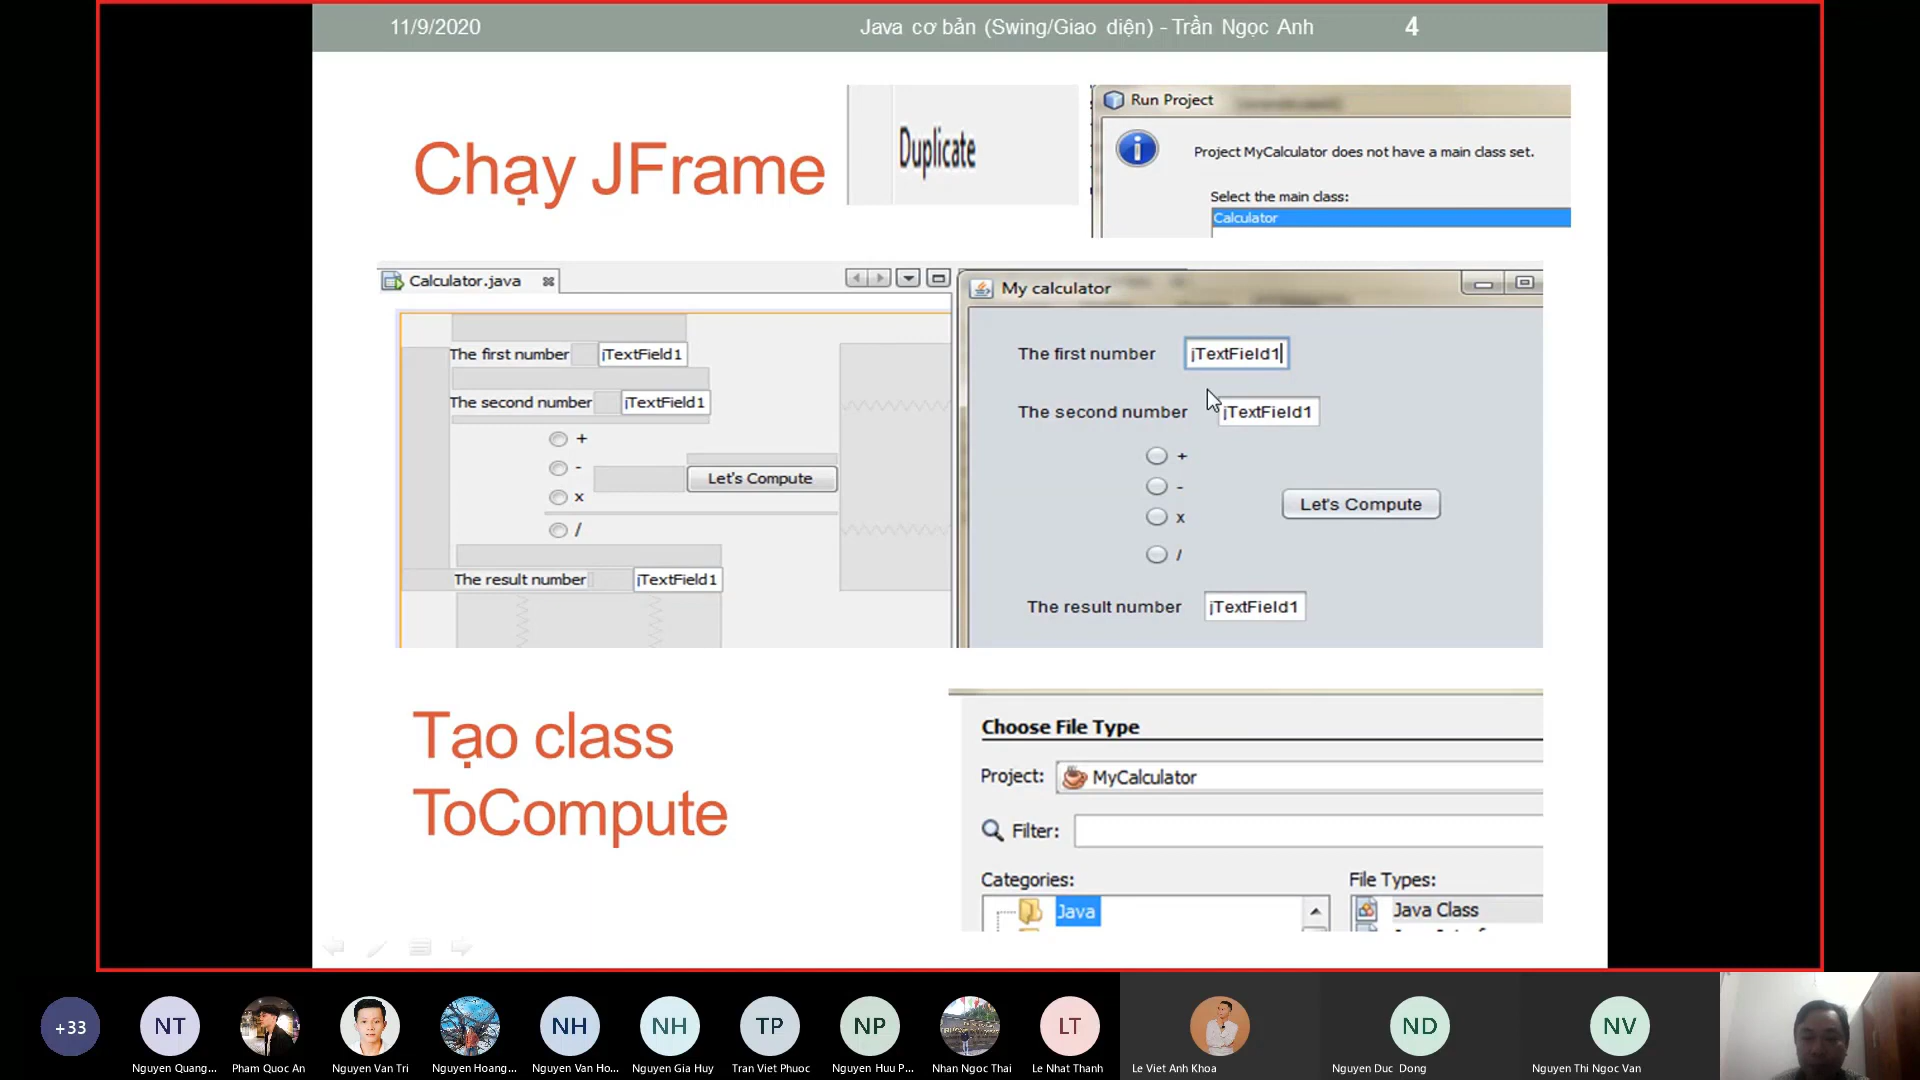 11/9/2020
Java cơ bản (Swing/Giao diện) - Trần Ngọc Anh
4
Chạy JFrame
Duplicate
Run Project
Project MyCalculator does not have a main class set.
Select the main class:
Calculator
Calculator.java
The first number
jTextField1
The second number
jTextField1
+
-
x
/
Let's Compute
The result number
jTextField1
My calculator
The first number
jTextField1
The second number
jTextField1
+
-
x
/
Let's Compute
The result number
jTextField1
Tạo class
ToCompute
Choose File Type
Project:
MyCalculator
Filter:
Categories:
File Types:
Java
Java Class
+33
NT
NH
NH
TP
NP
LT
ND
NV
Nguyen Quang...
Pham Quoc An
Nguyen Van Tri
Nguyen Hoang...
Nguyen Van Ho...
Nguyen Gia Huy
Tran Viet Phuoc
Nguyen Huu P...
Nhan Ngoc Thai
Le Nhat Thanh
Le Viet Anh Khoa
Nguyen Duc Dong
Nguyen Thi Ngoc Van